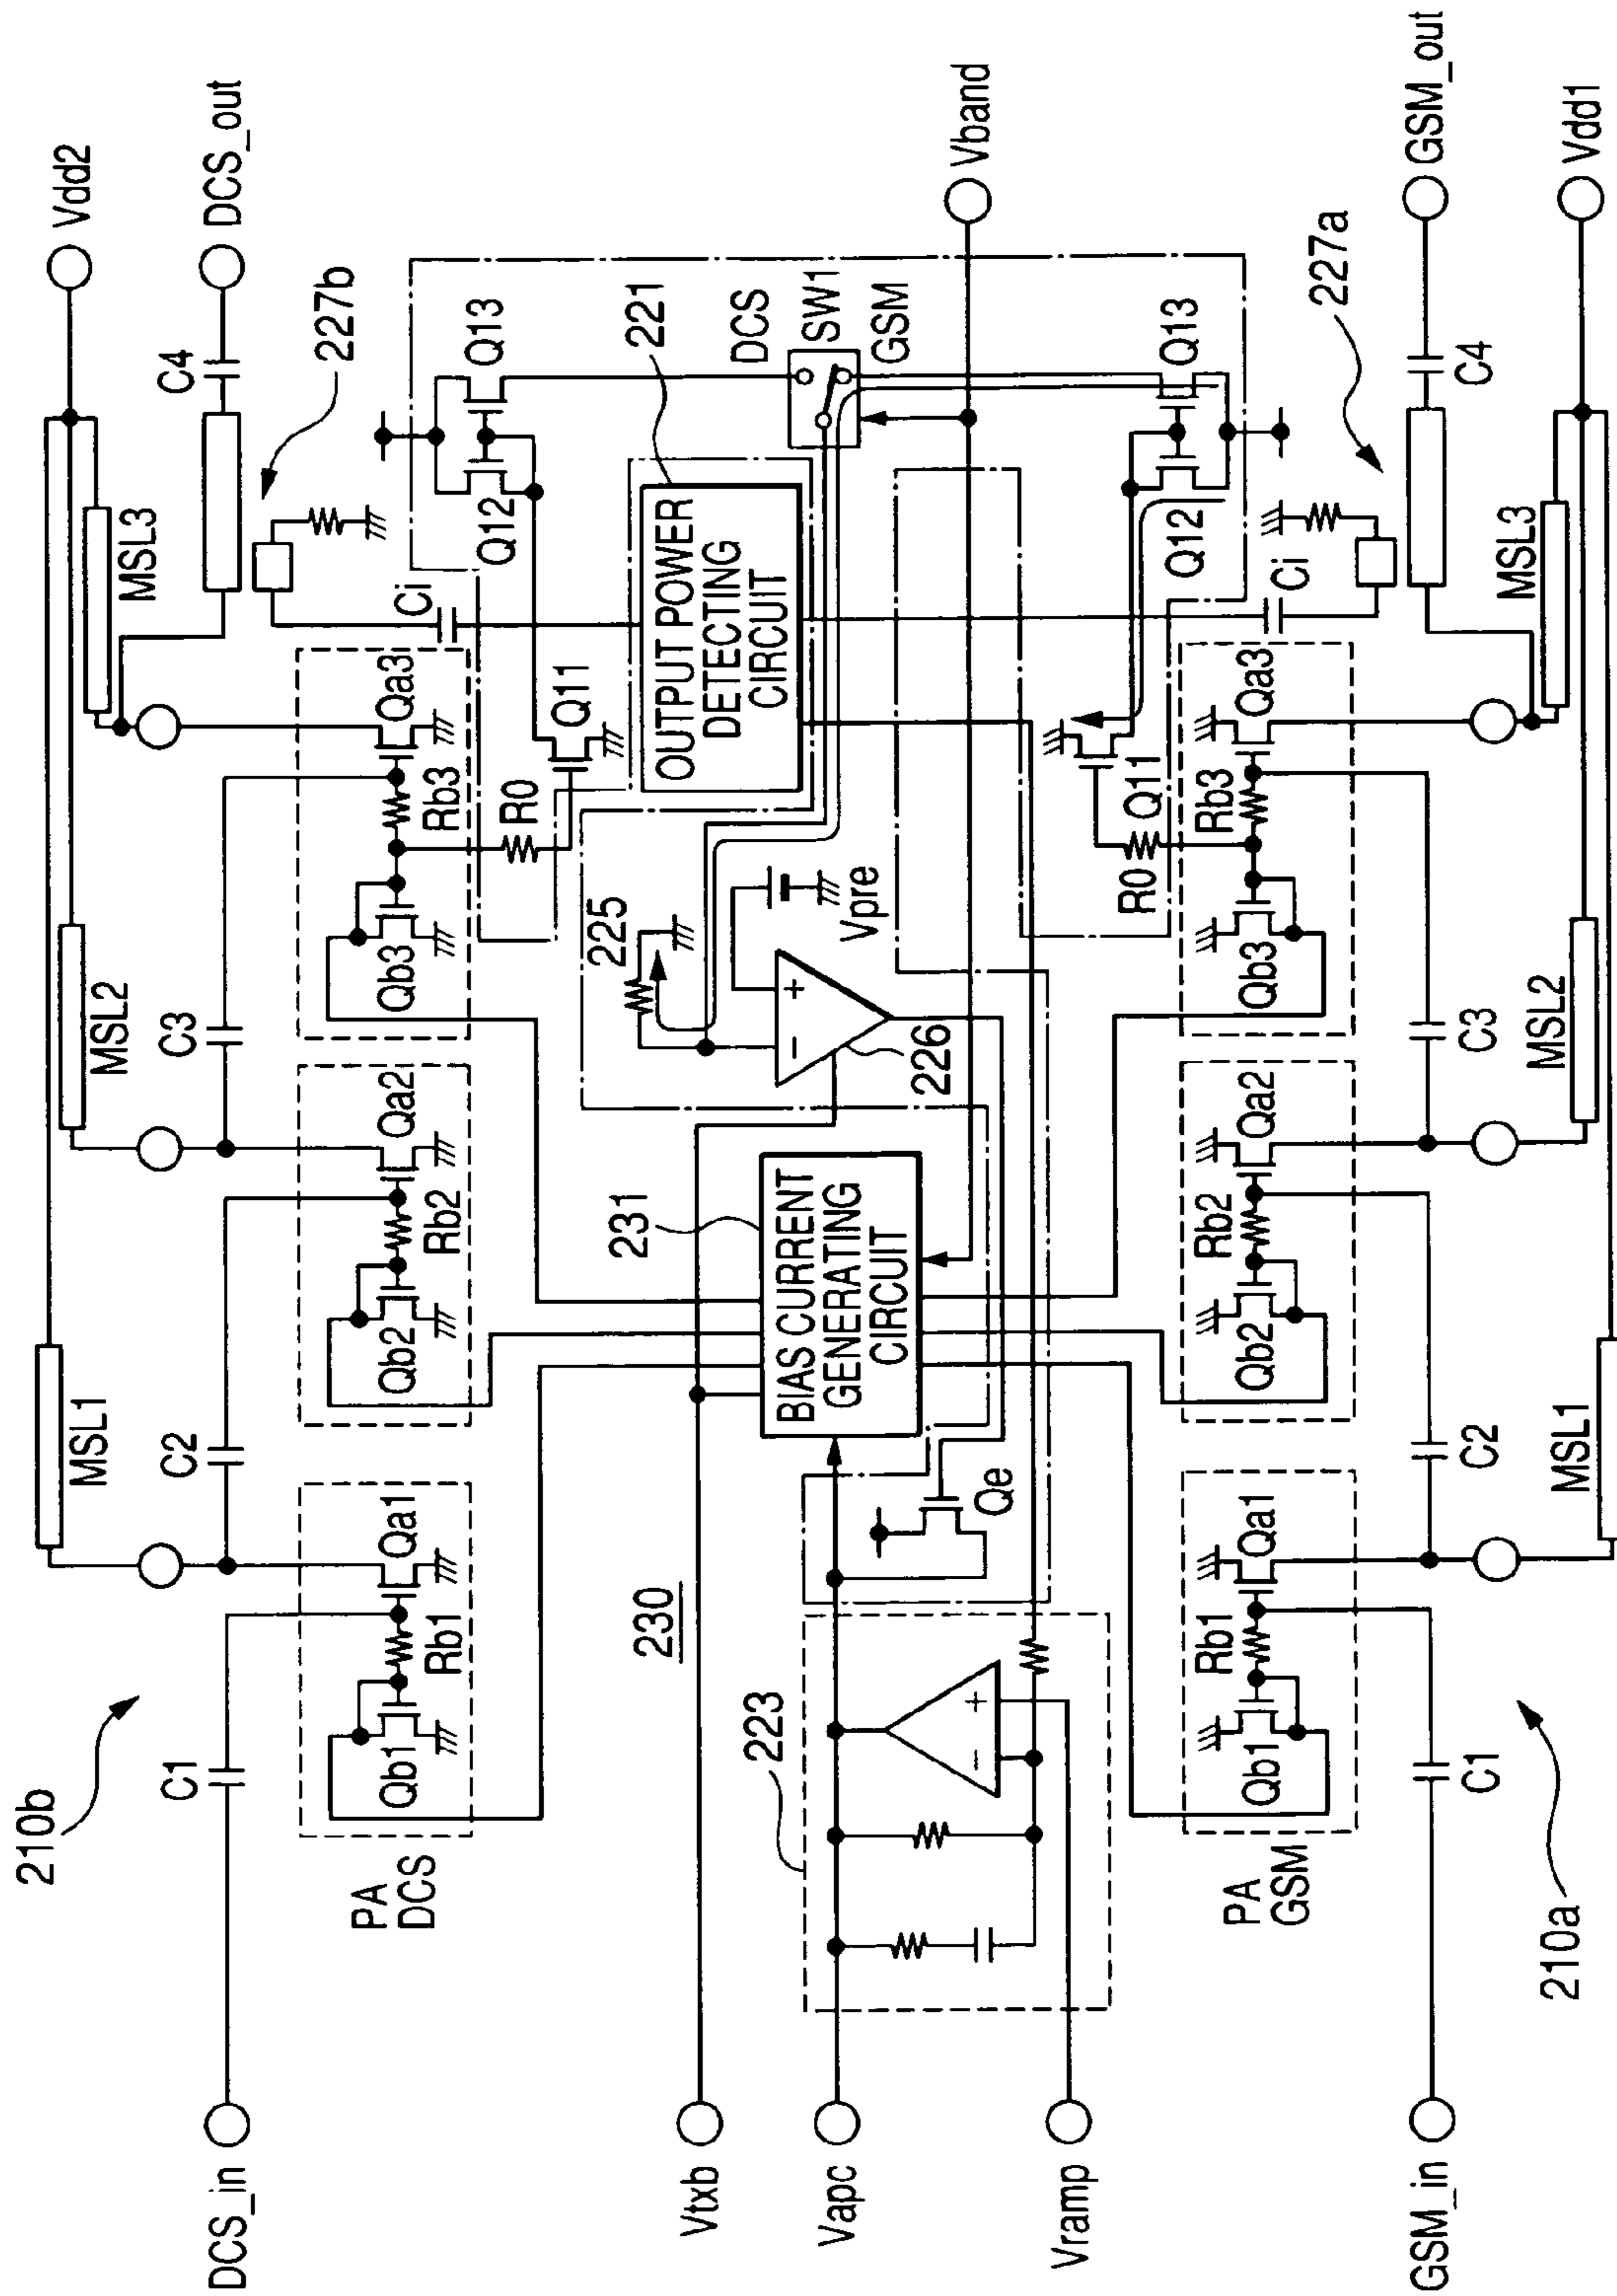 Vdd2
DCS_out
C4
227b
MSL3
MSL2
MSL1
C3
C2
C1
210b
DCS_in
PA
DCS
Qb1
Rb1
Qa1
Qb2
Rb2
Qa2
Qb3
Rb3
Qa3
Ci
R0
Q11
Q12
Q13
221
OUTPUT POWER
DETECTING
CIRCUIT
DCS
SW1
GSM
Vband
225
Vpre
+
−
226
231
BIAS CURRENT
GENERATING
CIRCUIT
230
Qe
223
+
−
Vtxb
Vapc
Vramp
Q13
Q12
Q11
R0
Ci
227a
PA
GSM
Qb1
Rb1
Qa1
Qb2
Rb2
Qa2
Qb3
Rb3
Qa3
GSM_in
210a
C1
C2
C3
C4
MSL1
MSL2
MSL3
GSM_out
Vdd1